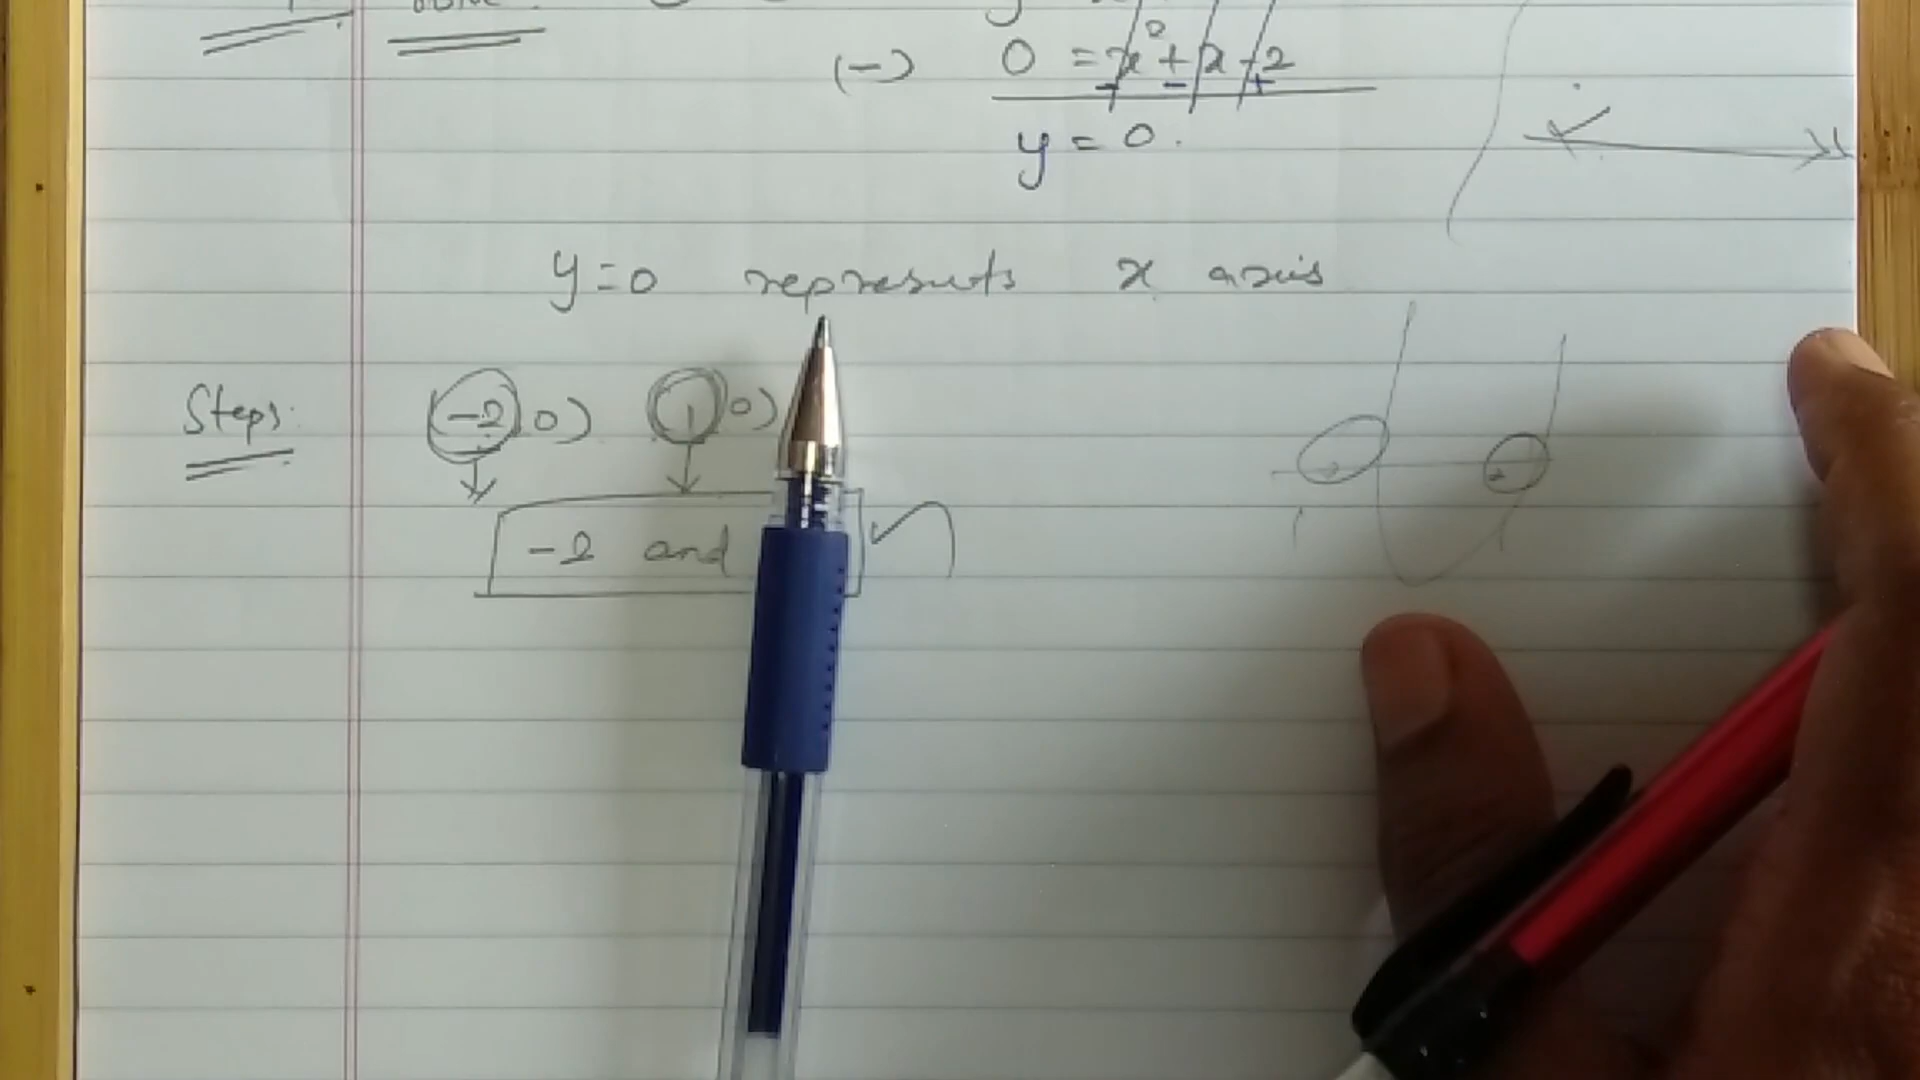 (-) 0 = x² + x - 2
- - +
y = 0.
y = 0 represents x axis
Steps: -2, 0) 1, 0)
-2 and